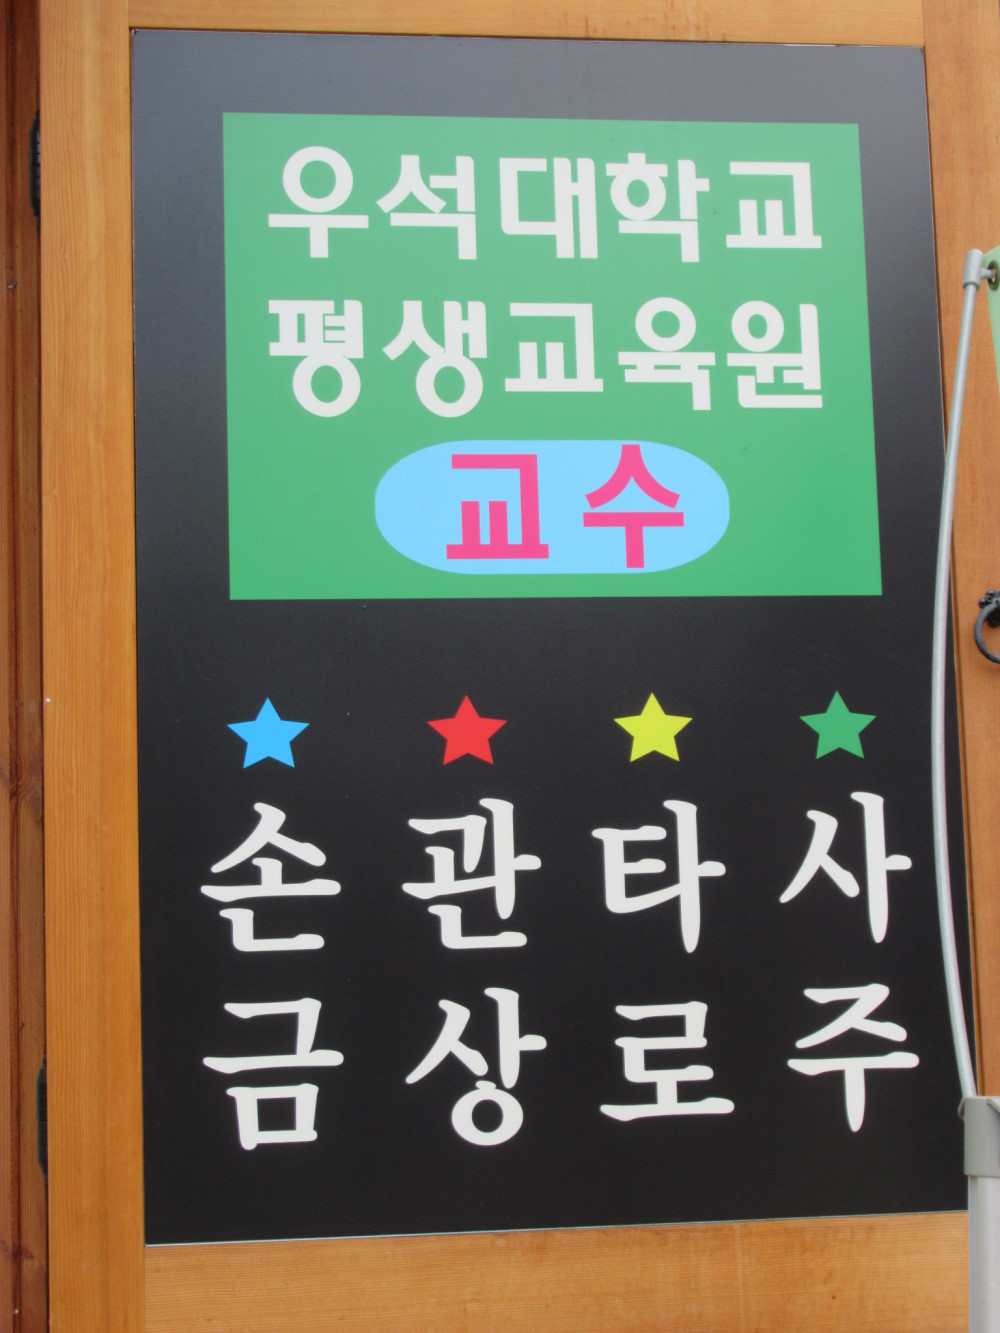 우석대학교
평생교육원
교수
손금
관상
타로
사주